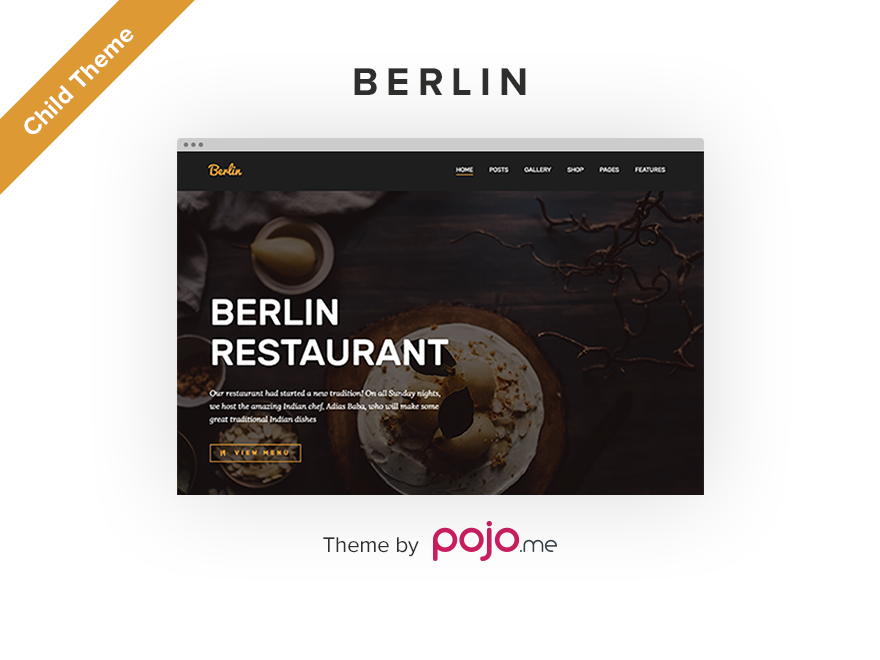 Child Theme
BERLIN
Berlin
HOME POSTS GALLERY SHOP PAGES FEATURES
BERLIN
RESTAURANT
Our restaurant had started a new tradition! On all Sunday nights,
we host the amazing Indian chef, Adias Baba, who will make some
great traditional Indian dishes
VIEW MENU
Theme by pojo.me